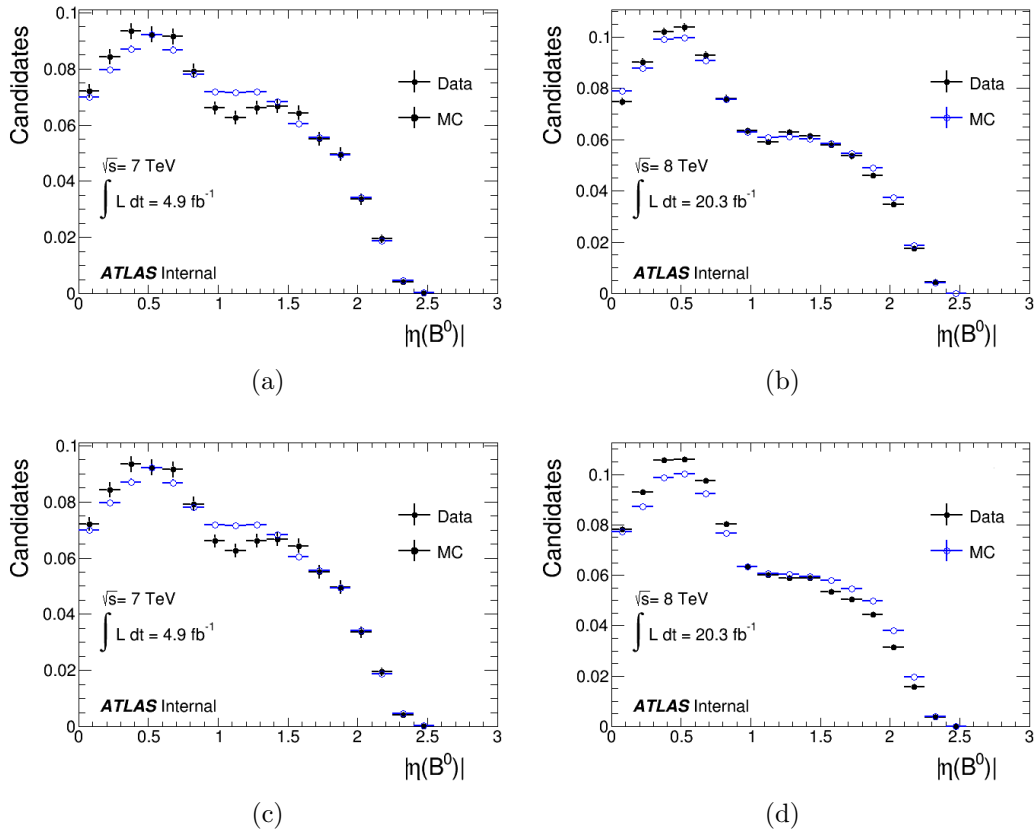 Candidates
0.1
0.08
0.06
0.04
0.02
0
Data
MC
√s= 7 TeV
∫ L dt = 4.9 fb⁻¹
ATLAS Internal
0 0.5 1 1.5 2 2.5 3
|η(B⁰)|
(a)
Candidates
0.1
0.08
0.06
0.04
0.02
0
Data
MC
√s= 8 TeV
∫ L dt = 20.3 fb⁻¹
ATLAS Internal
0 0.5 1 1.5 2 2.5 3
|η(B⁰)|
(b)
Candidates
0.1
0.08
0.06
0.04
0.02
0
Data
MC
√s= 7 TeV
∫ L dt = 4.9 fb⁻¹
ATLAS Internal
0 0.5 1 1.5 2 2.5 3
|η(B⁰)|
(c)
Candidates
0.1
0.08
0.06
0.04
0.02
0
Data
MC
√s= 8 TeV
∫ L dt = 20.3 fb⁻¹
ATLAS Internal
0 0.5 1 1.5 2 2.5 3
|η(B⁰)|
(d)